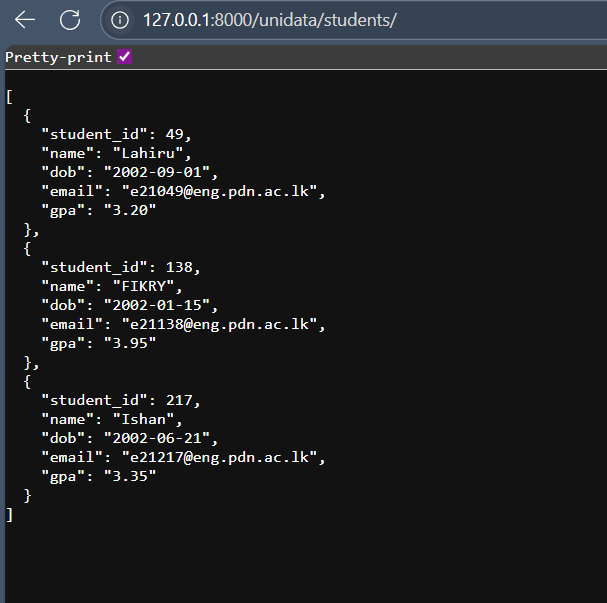 127.0.0.1:8000/unidata/students/
Pretty-print
[
  {
    "student_id": 49,
    "name": "Lahiru",
    "dob": "2002-09-01",
    "email": "e21049@eng.pdn.ac.lk",
    "gpa": "3.20"
  },
  {
    "student_id": 138,
    "name": "FIKRY",
    "dob": "2002-01-15",
    "email": "e21138@eng.pdn.ac.lk",
    "gpa": "3.95"
  },
  {
    "student_id": 217,
    "name": "Ishan",
    "dob": "2002-06-21",
    "email": "e21217@eng.pdn.ac.lk",
    "gpa": "3.35"
  }
]